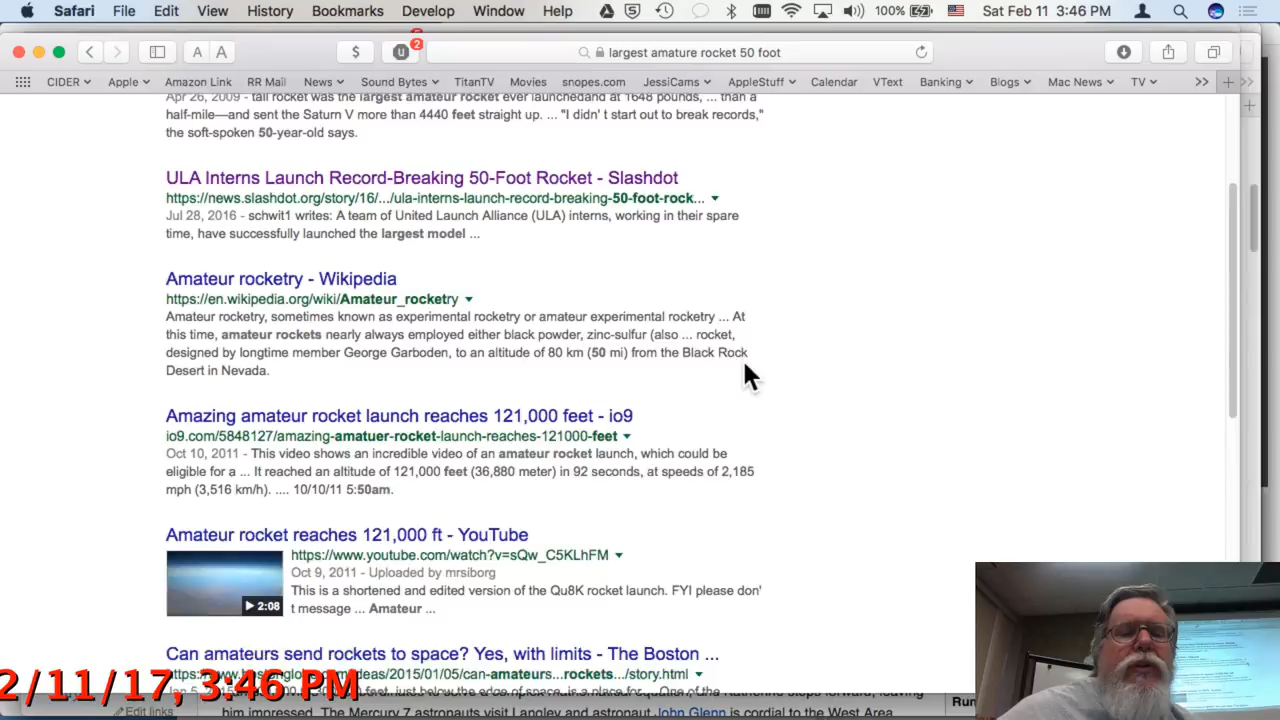 Safari File Edit View History Bookmarks Develop Window Help 100% Sat Feb 11 3:46 PM
A A $ u 2 largest amature rocket 50 foot
CIDER Apple Amazon Link RR Mail News Sound Bytes TitanTV Movies snopes.com JessiCams AppleStuff Calendar VText Banking Blogs Mac News TV >> + >>
Apr 26, 2009 - tall rocket was the largest amateur rocket ever launchedand at 1648 pounds, ... than a
half-mile—and sent the Saturn V more than 4440 feet straight up. ... "I didn' t start out to break records,"
the soft-spoken 50-year-old says.
ULA Interns Launch Record-Breaking 50-Foot Rocket - Slashdot
https://news.slashdot.org/story/16/.../ula-interns-launch-record-breaking-50-foot-rock...
Jul 28, 2016 - schwit1 writes: A team of United Launch Alliance (ULA) interns, working in their spare
time, have successfully launched the largest model ...
Amateur rocketry - Wikipedia
https://en.wikipedia.org/wiki/Amateur_rocketry
Amateur rocketry, sometimes known as experimental rocketry or amateur experimental rocketry ... At
this time, amateur rockets nearly always employed either black powder, zinc-sulfur (also ... rocket,
designed by longtime member George Garboden, to an altitude of 80 km (50 mi) from the Black Rock
Desert in Nevada.
Amazing amateur rocket launch reaches 121,000 feet - io9
io9.com/5848127/amazing-amatuer-rocket-launch-reaches-121000-feet
Oct 10, 2011 - This video shows an incredible video of an amateur rocket launch, which could be
eligible for a ... It reached an altitude of 121,000 feet (36,880 meter) in 92 seconds, at speeds of 2,185
mph (3,516 km/h). .... 10/10/11 5:50am.
Amateur rocket reaches 121,000 ft - YouTube
https://www.youtube.com/watch?v=sQw_C5KLhFM
Oct 9, 2011 - Uploaded by mrsiborg
This is a shortened and edited version of the Qu8K rocket launch. FYI please don'
t message ... Amateur ...
2:08
Can amateurs send rockets to space? Yes, with limits - The Boston ...
eas/2015/01/05/can-amateurs...rockets.../story.html
2/11/17, 3:46 PM
Edit links
him impressed. The Mercury 7 astronauts and astronaut John Glenn is cordial to the West Area
Run